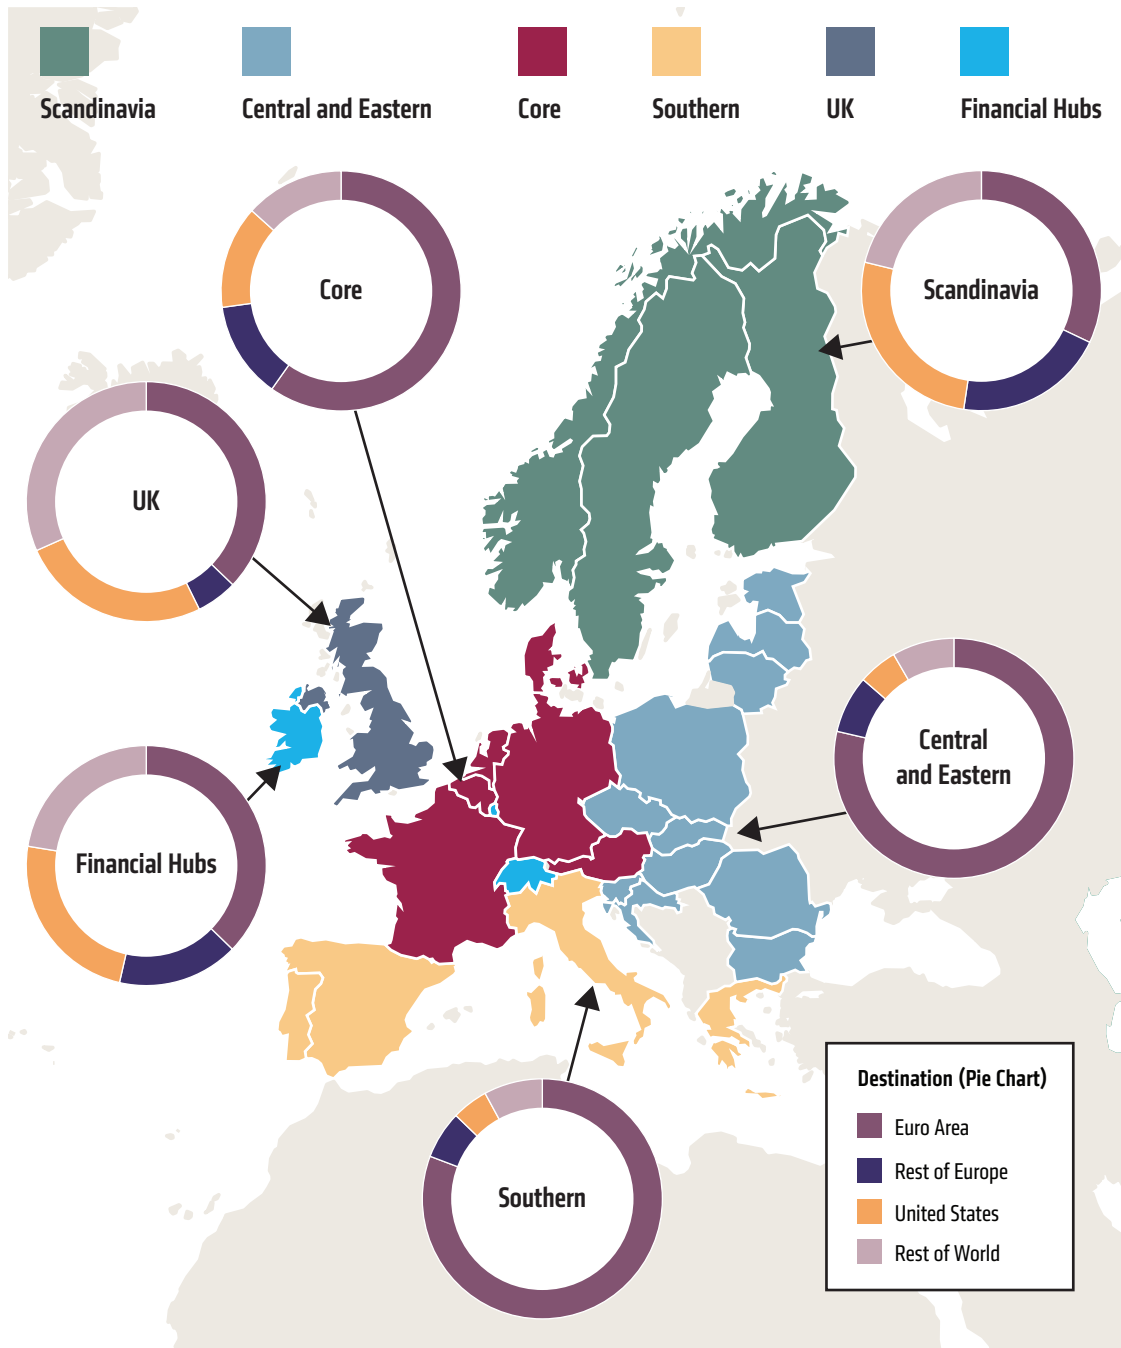 Scandinavia
Central and Eastern
Core
Southern
UK
Financial Hubs
Core
Scandinavia
UK
Central
and Eastern
Financial Hubs
Southern
Destination (Pie Chart)
Euro Area
Rest of Europe
United States
Rest of World